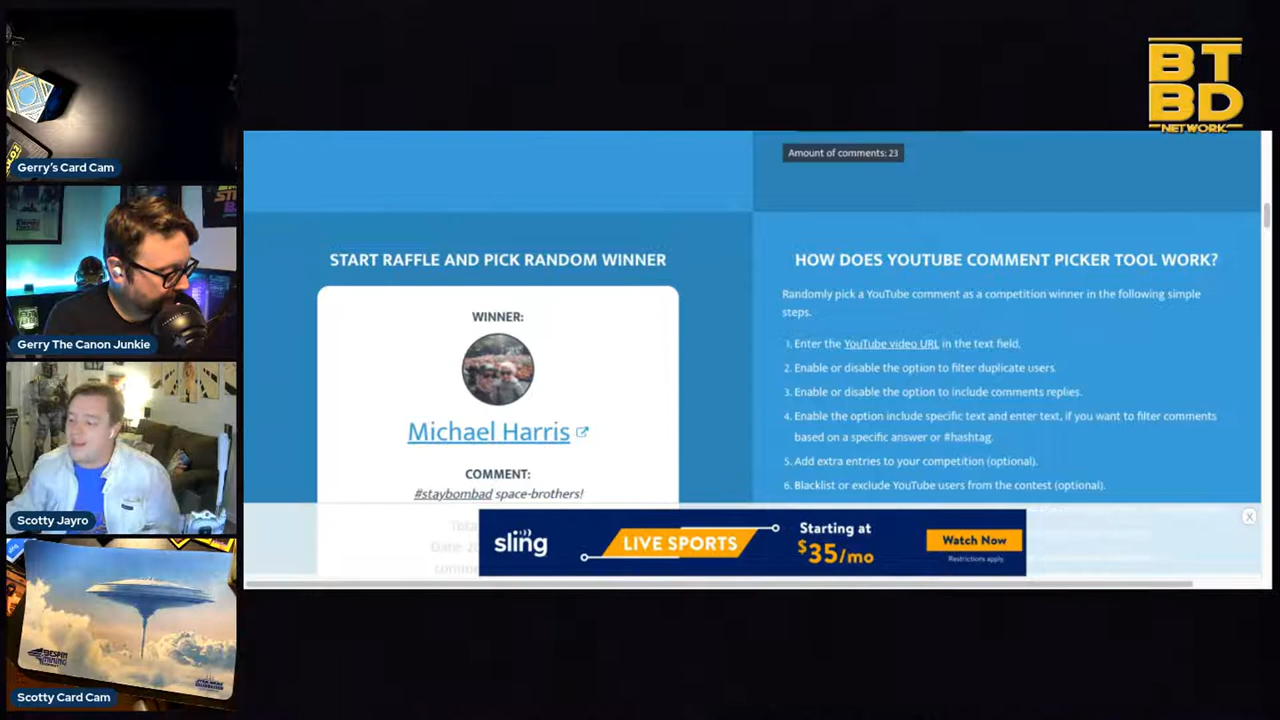 Gerry's Card Cam
Gerry The Canon Junkie
Scotty Jayro
BESPIN
MINING
Scotty Card Cam
BT
BD
NETWORK
Amount of comments: 23
START RAFFLE AND PICK RANDOM WINNER
WINNER:
Michael Harris
COMMENT:
#staybombad space-brothers!
HOW DOES YOUTUBE COMMENT PICKER TOOL WORK?
Randomly pick a YouTube comment as a competition winner in the following simple
steps.
1. Enter the YouTube video URL in the text field.
2. Enable or disable the option to filter duplicate users.
3. Enable or disable the option to include comments replies.
4. Enable the option include specific text and enter text, if you want to filter comments
based on a specific answer or #hashtag.
5. Add extra entries to your competition (optional).
6. Blacklist or exclude YouTube users from the contest (optional).
sling
LIVE SPORTS
Starting at
$35/mo
Watch Now
Restrictions apply.
X